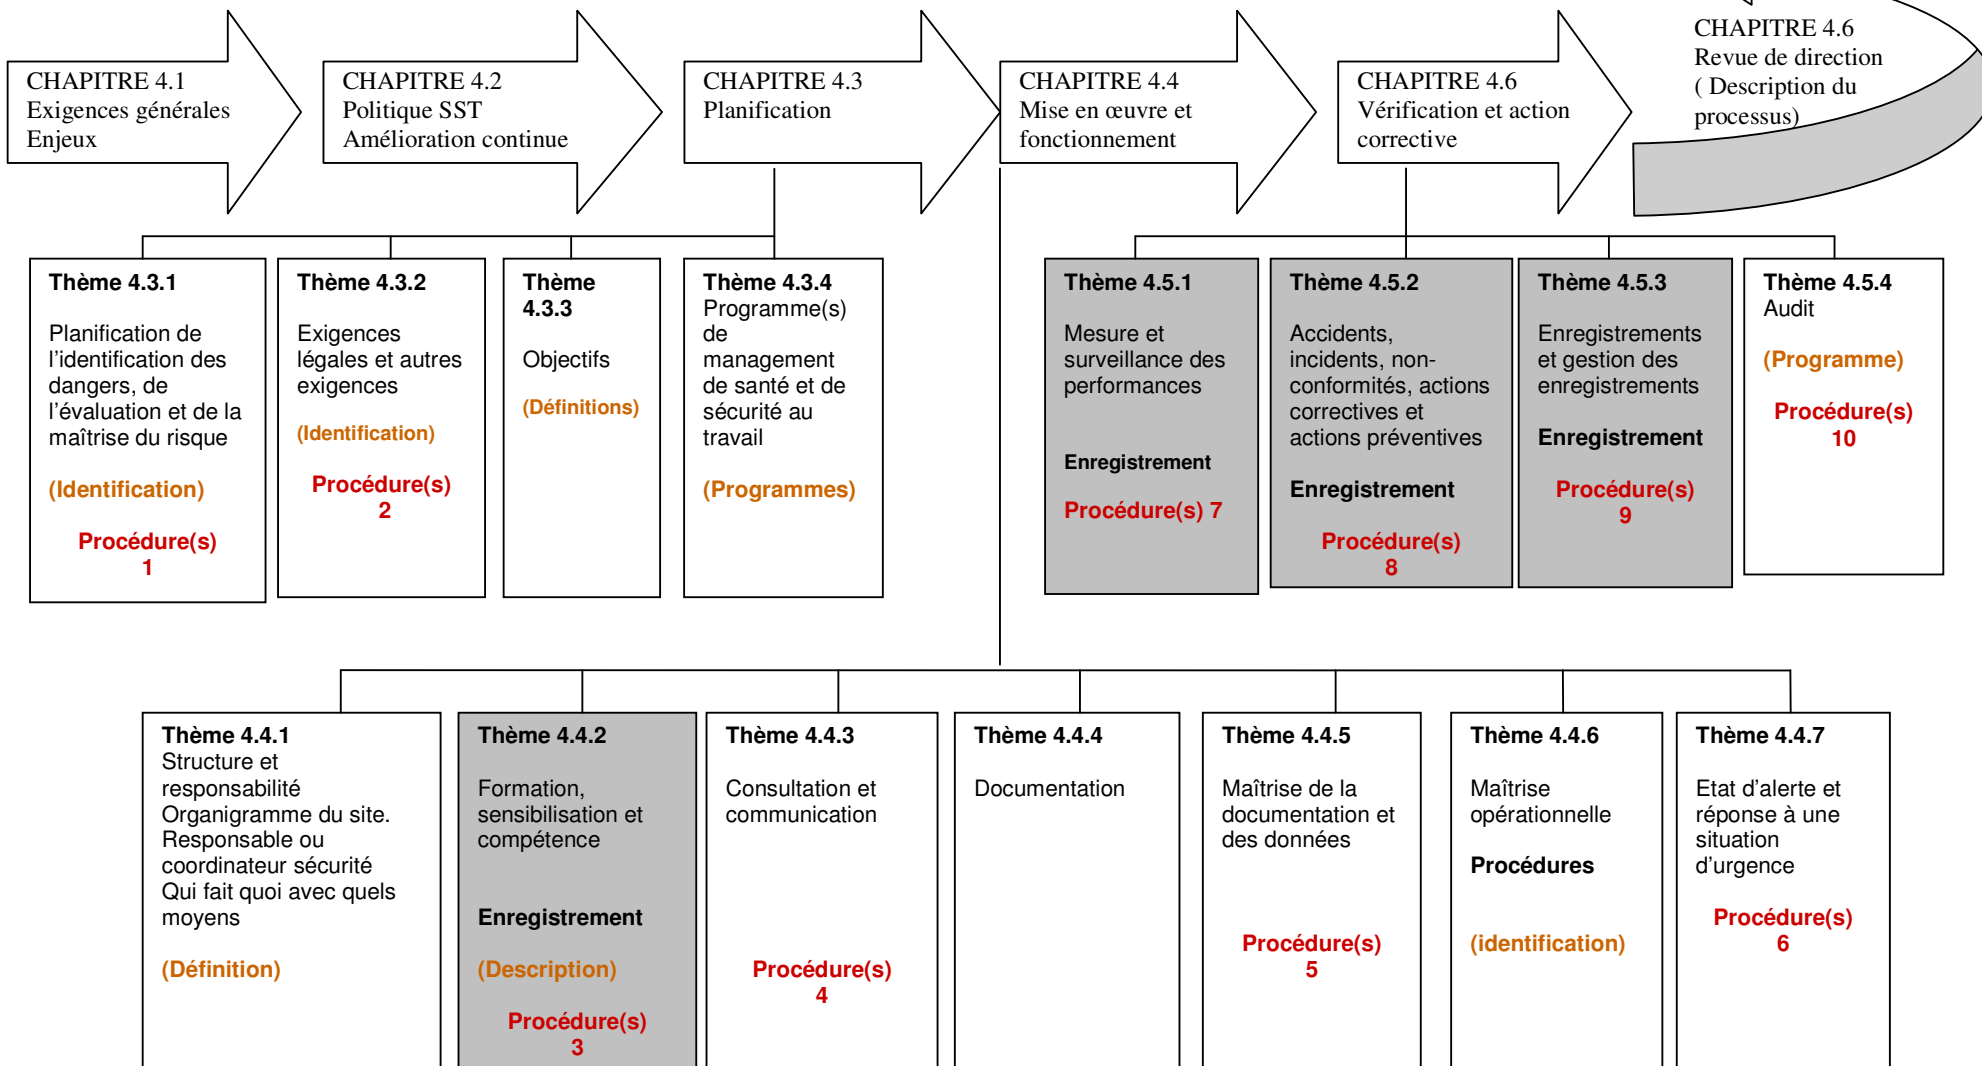 CHAPITRE 4.1
Exigences générales
Enjeux
CHAPITRE 4.2
Politique SST
Amélioration continue
CHAPITRE 4.3
Planification
CHAPITRE 4.4
Mise en œuvre et
fonctionnement
CHAPITRE 4.6
Vérification et action
corrective
CHAPITRE 4.6
Revue de direction
( Description du
processus)
Thème 4.3.1
Planification de
l’identification des
dangers, de
l’évaluation et de la
maîtrise du risque
(Identification)
Procédure(s)
1
Thème 4.3.2
Exigences
légales et autres
exigences
(Identification)
Procédure(s)
2
Thème
4.3.3
Objectifs
(Définitions)
Thème 4.3.4
Programme(s)
de
management
de santé et de
sécurité au
travail
(Programmes)
Thème 4.5.1
Mesure et
surveillance des
performances
Enregistrement
Procédure(s) 7
Thème 4.5.2
Accidents,
incidents, non-
conformités, actions
correctives et
actions préventives
Enregistrement
Procédure(s)
8
Thème 4.5.3
Enregistrements
et gestion des
enregistrements
Enregistrement
Procédure(s)
9
Thème 4.5.4
Audit
(Programme)
Procédure(s)
10
Thème 4.4.1
Structure et
responsabilité
Organigramme du site.
Responsable ou
coordinateur sécurité
Qui fait quoi avec quels
moyens
(Définition)
Thème 4.4.2
Formation,
sensibilisation et
compétence
Enregistrement
(Description)
Procédure(s)
3
Thème 4.4.3
Consultation et
communication
Procédure(s)
4
Thème 4.4.4
Documentation
Thème 4.4.5
Maîtrise de la
documentation et
des données
Procédure(s)
5
Thème 4.4.6
Maîtrise
opérationnelle
Procédures
(identification)
Thème 4.4.7
Etat d’alerte et
réponse à une
situation
d’urgence
Procédure(s)
6